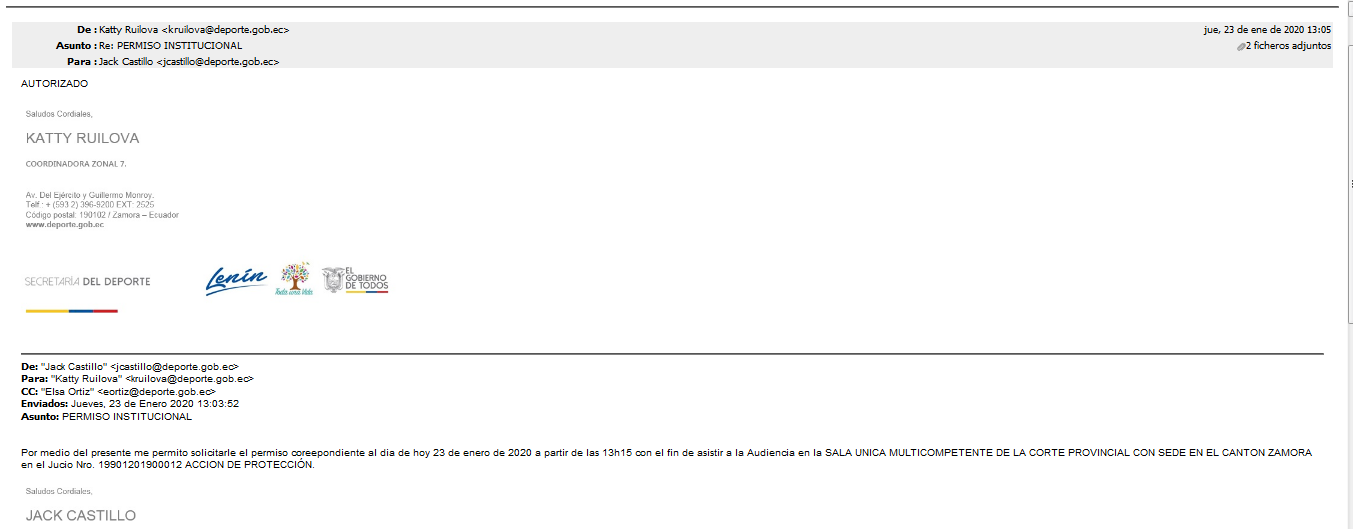 De : Katty Ruilova <kruilova@deporte.gob.ec>
jue, 23 de ene de 2020 13:05
Asunto : Re: PERMISO INSTITUCIONAL
2 ficheros adjuntos
Para : Jack Castillo <jcastillo@deporte.gob.ec>
AUTORIZADO
Saludos Cordiales,
KATTY RUILOVA
COORDINADORA ZONAL 7.
Av. Del Ejército y Guillermo Monroy.
Telf.: + (593 2) 396-9200 EXT: 2525
Código postal: 190102 / Zamora – Ecuador
www.deporte.gob.ec
SECRETARÍA DEL DEPORTE
Lenín
Toda una Vida
EL
GOBIERNO
DE TODOS
De: "Jack Castillo" <jcastillo@deporte.gob.ec>
Para: "Katty Ruilova" <kruilova@deporte.gob.ec>
CC: "Elsa Ortiz" <eortiz@deporte.gob.ec>
Enviados: Jueves, 23 de Enero 2020 13:03:52
Asunto: PERMISO INSTITUCIONAL
Por medio del presente me permito solicitarle el permiso coreepondiente al dia de hoy 23 de enero de 2020 a partir de las 13h15 con el fin de asistir a la Audiencia en la SALA UNICA MULTICOMPETENTE DE LA CORTE PROVINCIAL CON SEDE EN EL CANTON ZAMORA
en el Jucio Nro. 19901201900012 ACCION DE PROTECCIÓN.
Saludos Cordiales,
JACK CASTILLO